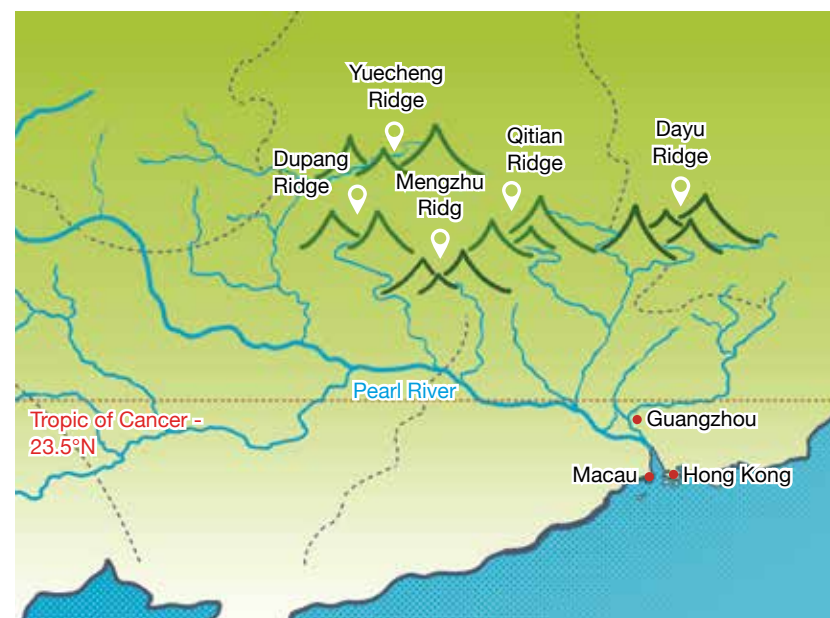 Yuecheng
Ridge
Dupang
Ridge
Mengzhu
Ridg
Qitian
Ridge
Dayu
Ridge
Pearl River
Tropic of Cancer -
23.5°N
Guangzhou
Macau
Hong Kong